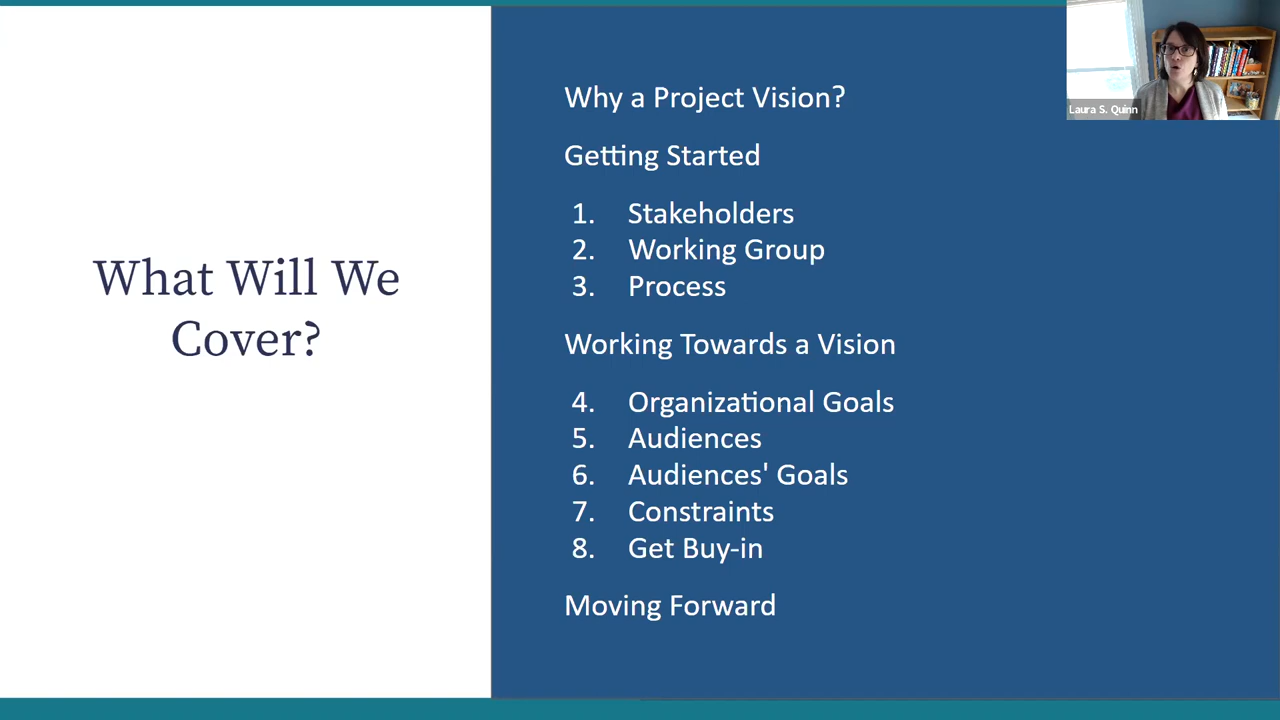 What Will We
Cover?
Why a Project Vision?
Getting Started
1. Stakeholders
2. Working Group
3. Process
Working Towards a Vision
4. Organizational Goals
5. Audiences
6. Audiences' Goals
7. Constraints
8. Get Buy-in
Moving Forward
Laura S. Quinn